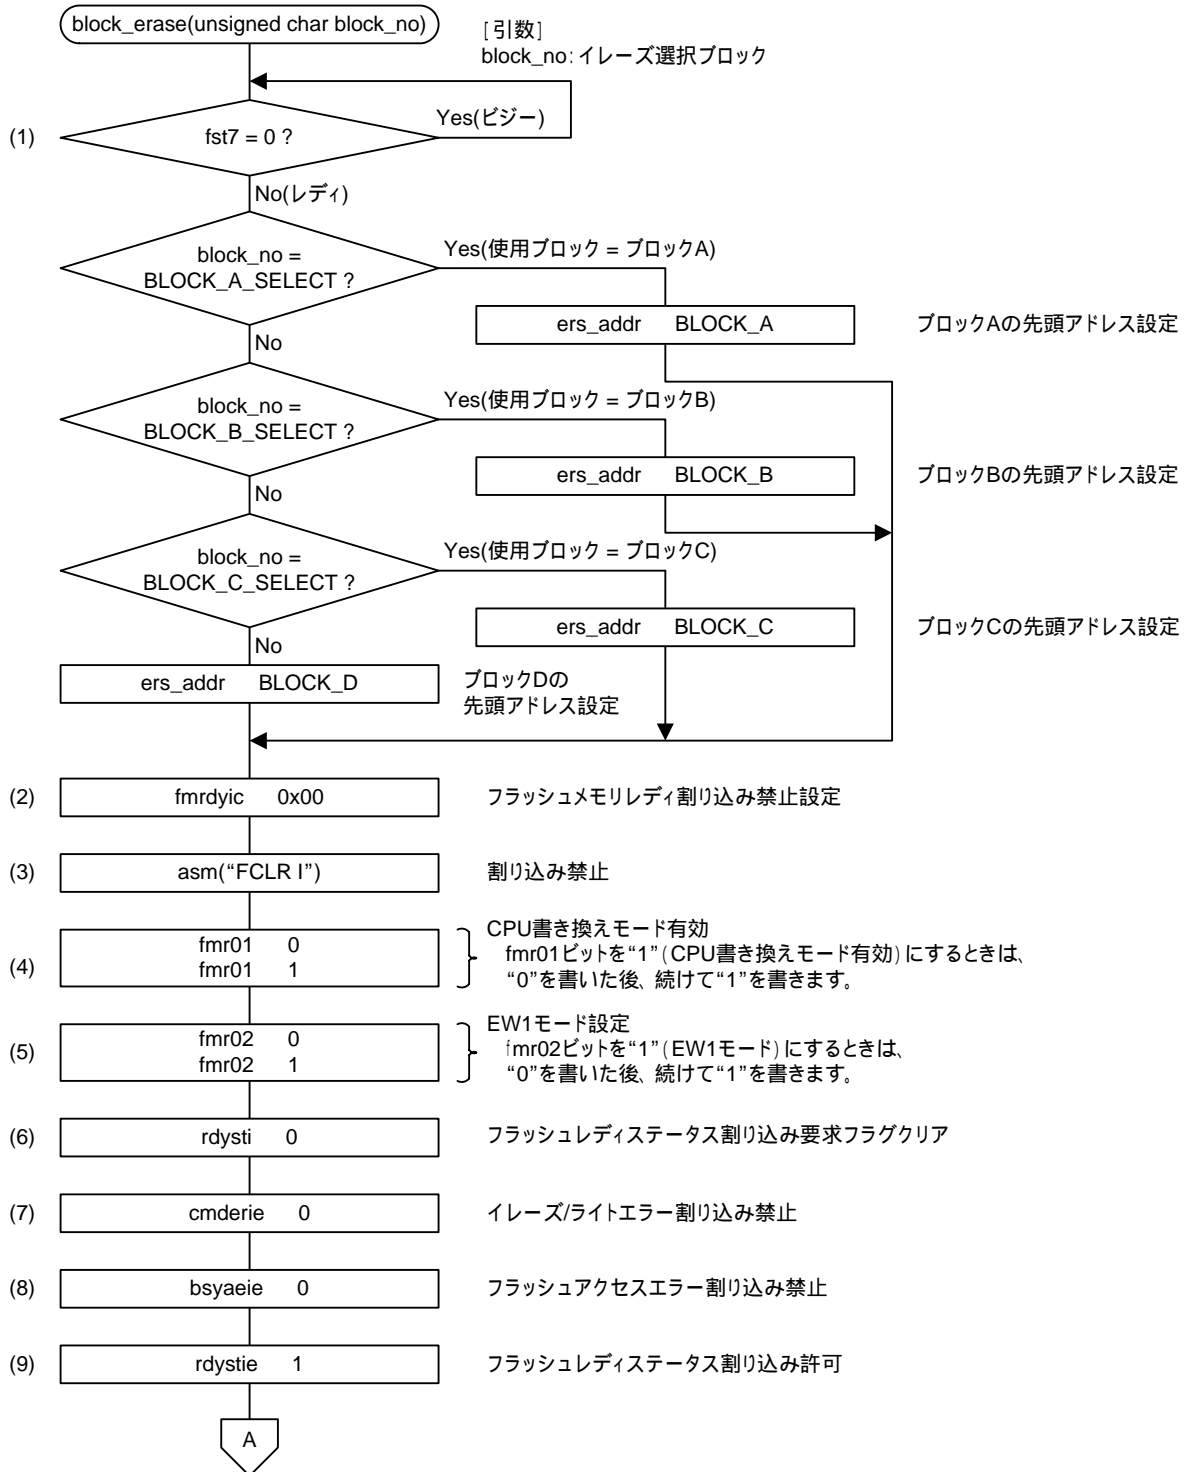 block_erase(unsigned char block_no)
[引数]
block_no:イレーズ選択ブロック
Yes(ビジー)
(1)
fst7 = 0 ?
No(レディ)
block_no =
BLOCK_A_SELECT ?
Yes(使用ブロック = ブロックA)
ers_addr BLOCK_A
ブロックAの先頭アドレス設定
No
block_no =
BLOCK_B_SELECT ?
Yes(使用ブロック = ブロックB)
ers_addr BLOCK_B
ブロックBの先頭アドレス設定
No
block_no =
BLOCK_C_SELECT ?
Yes(使用ブロック = ブロックC)
ers_addr BLOCK_C
ブロックCの先頭アドレス設定
No
ers_addr BLOCK_D
ブロックDの
先頭アドレス設定
(2)
fmrdyic 0x00
フラッシュメモリレディ割り込み禁止設定
(3)
asm(“FCLR I”)
割り込み禁止
(4)
fmr01 0
fmr01 1
CPU書き換えモード有効
fmr01ビットを“1”(CPU書き換えモード有効)にするときは、
“0”を書いた後、続けて“1”を書きます。
(5)
fmr02 0
fmr02 1
EW1モード設定
fmr02ビットを“1”(EW1モード)にするときは、
“0”を書いた後、続けて“1”を書きます。
(6)
rdysti 0
フラッシュレディステータス割り込み要求フラグクリア
(7)
cmderie 0
イレーズ/ライトエラー割り込み禁止
(8)
bsyaeie 0
フラッシュアクセスエラー割り込み禁止
(9)
rdystie 1
フラッシュレディステータス割り込み許可
A